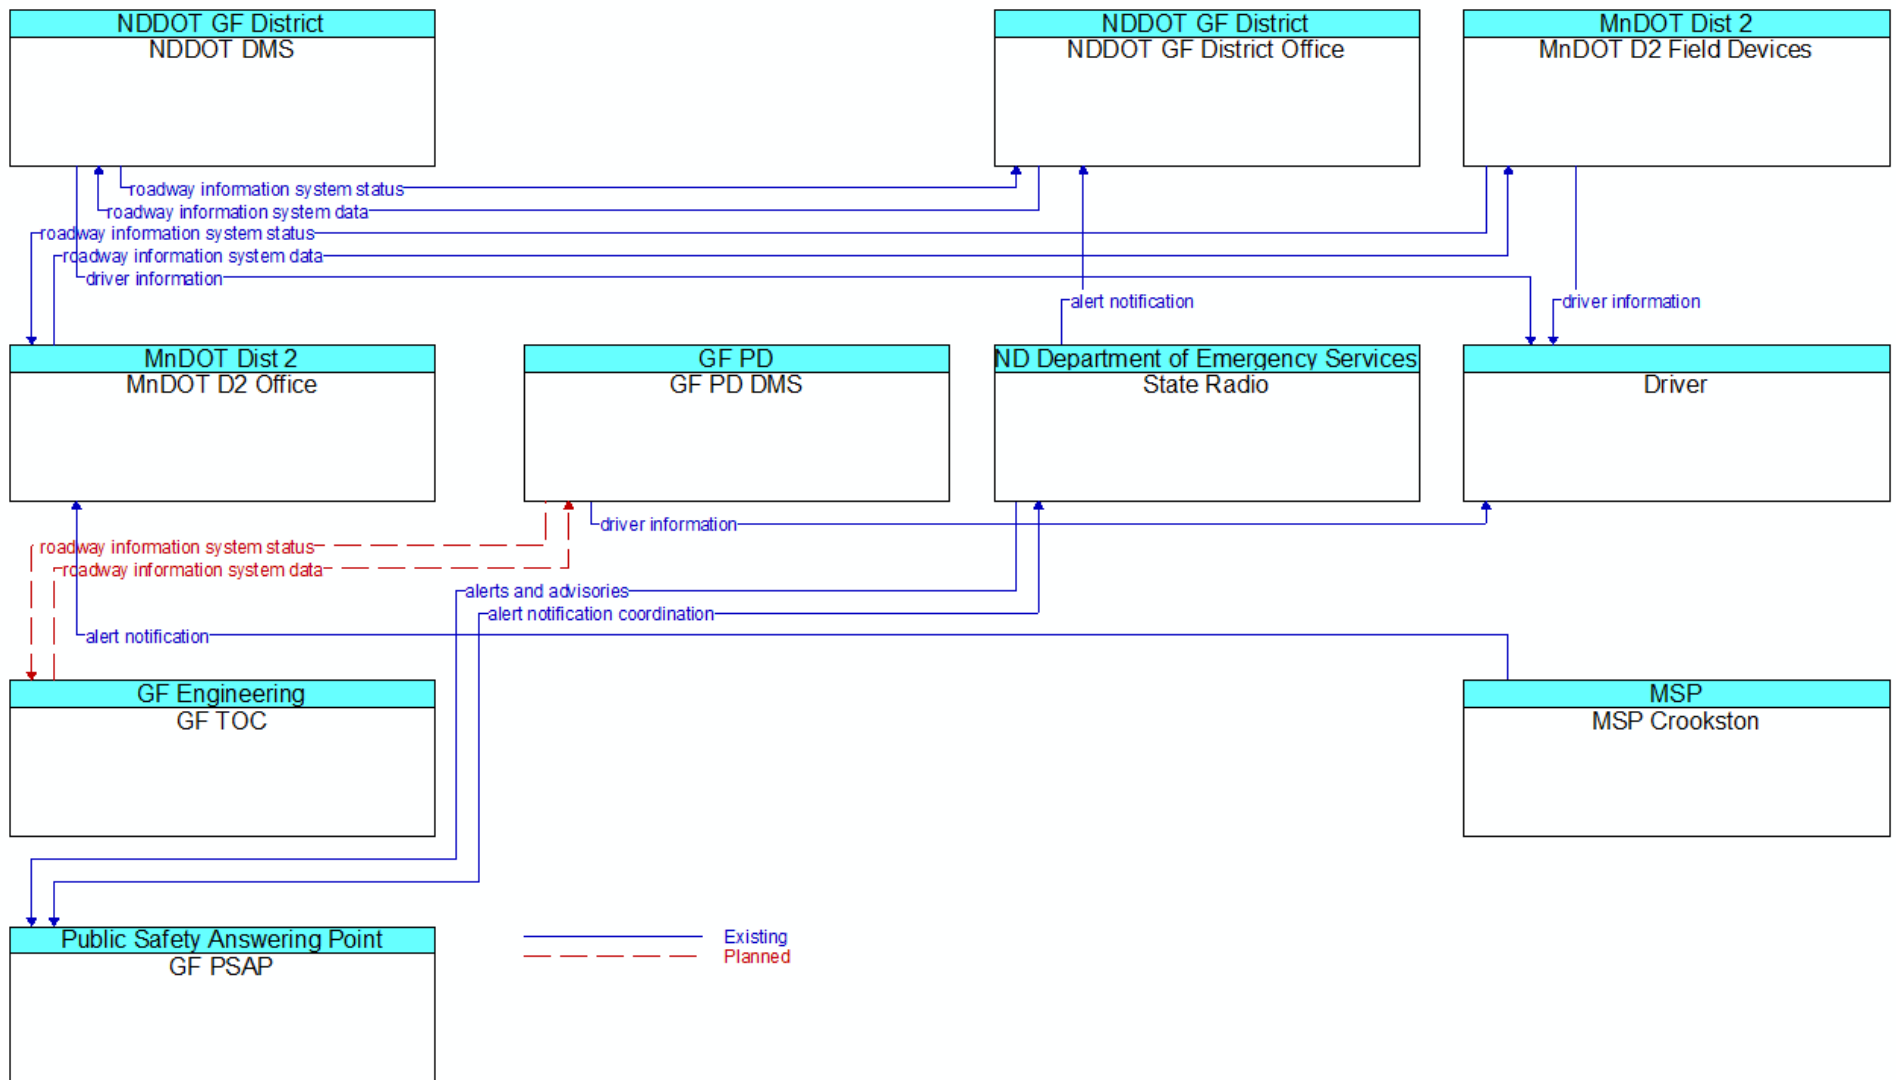 NDDOT GF District
NDDOT DMS
NDDOT GF District
NDDOT GF District Office
MnDOT Dist 2
MnDOT D2 Field Devices
roadway information system status
roadway information system data
roadway information system status
roadway information system data
driver information
alert notification
driver information
MnDOT Dist 2
MnDOT D2 Office
GF PD
GF PD DMS
ND Department of Emergency Services
State Radio
Driver
driver information
roadway information system status
roadway information system data
alerts and advisories
alert notification coordination
alert notification
GF Engineering
GF TOC
MSP
MSP Crookston
Public Safety Answering Point
GF PSAP
Existing
Planned